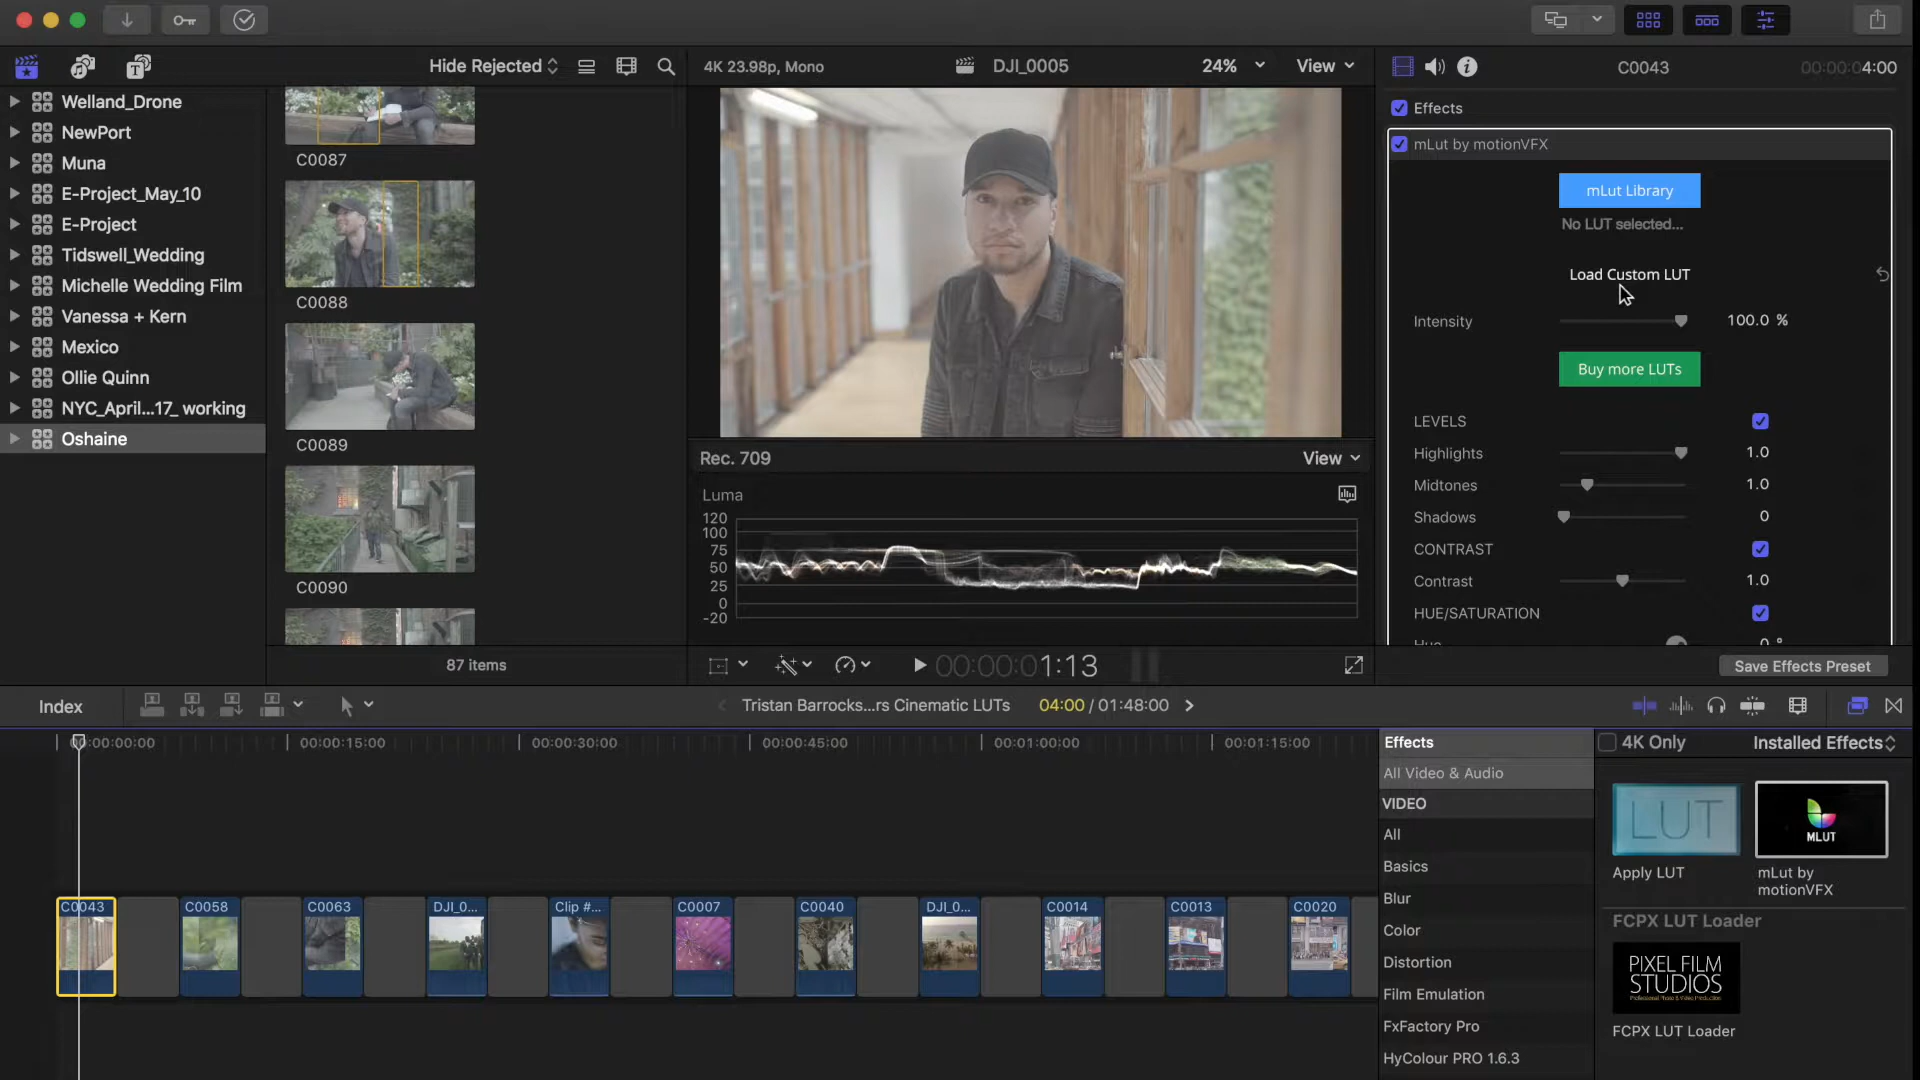 Hide Rejected
4K 23.98p, Mono
DJI_0005
24%
View
C0043
00:00:04:00
Welland_Drone
NewPort
Muna
E-Project_May_10
E-Project
Tidswell_Wedding
Michelle Wedding Film
Vanessa + Kern
Mexico
Ollie Quinn
NYC_April...17_ working
Oshaine
C0087
C0088
C0089
C0090
87 items
Rec. 709
View
Luma
120
100
75
50
25
0
-20
00:00:01:13
Effects
mLut by motionVFX
mLut Library
No LUT selected...
Load Custom LUT
Intensity
100.0 %
Buy more LUTs
LEVELS
Highlights
1.0
Midtones
1.0
Shadows
0
CONTRAST
Contrast
1.0
HUE/SATURATION
Hue
0 °
Save Effects Preset
Index
Tristan Barrocks...rs Cinematic LUTs
04:00 / 01:48:00
00:00:00:00
00:00:15:00
00:00:30:00
00:00:45:00
00:01:00:00
00:01:15:00
C0043
C0058
C0063
DJI_0...
Clip #...
C0007
C0040
DJI_0...
C0014
C0013
C0020
Effects
4K Only
Installed Effects
All Video & Audio
VIDEO
All
Basics
Blur
Color
Distortion
Film Emulation
FxFactory Pro
HyColour PRO 1.6.3
LUT
MLUT
Apply LUT
mLut by
motionVFX
FCPX LUT Loader
PIXEL FILM
STUDIOS
FCPX LUT Loader